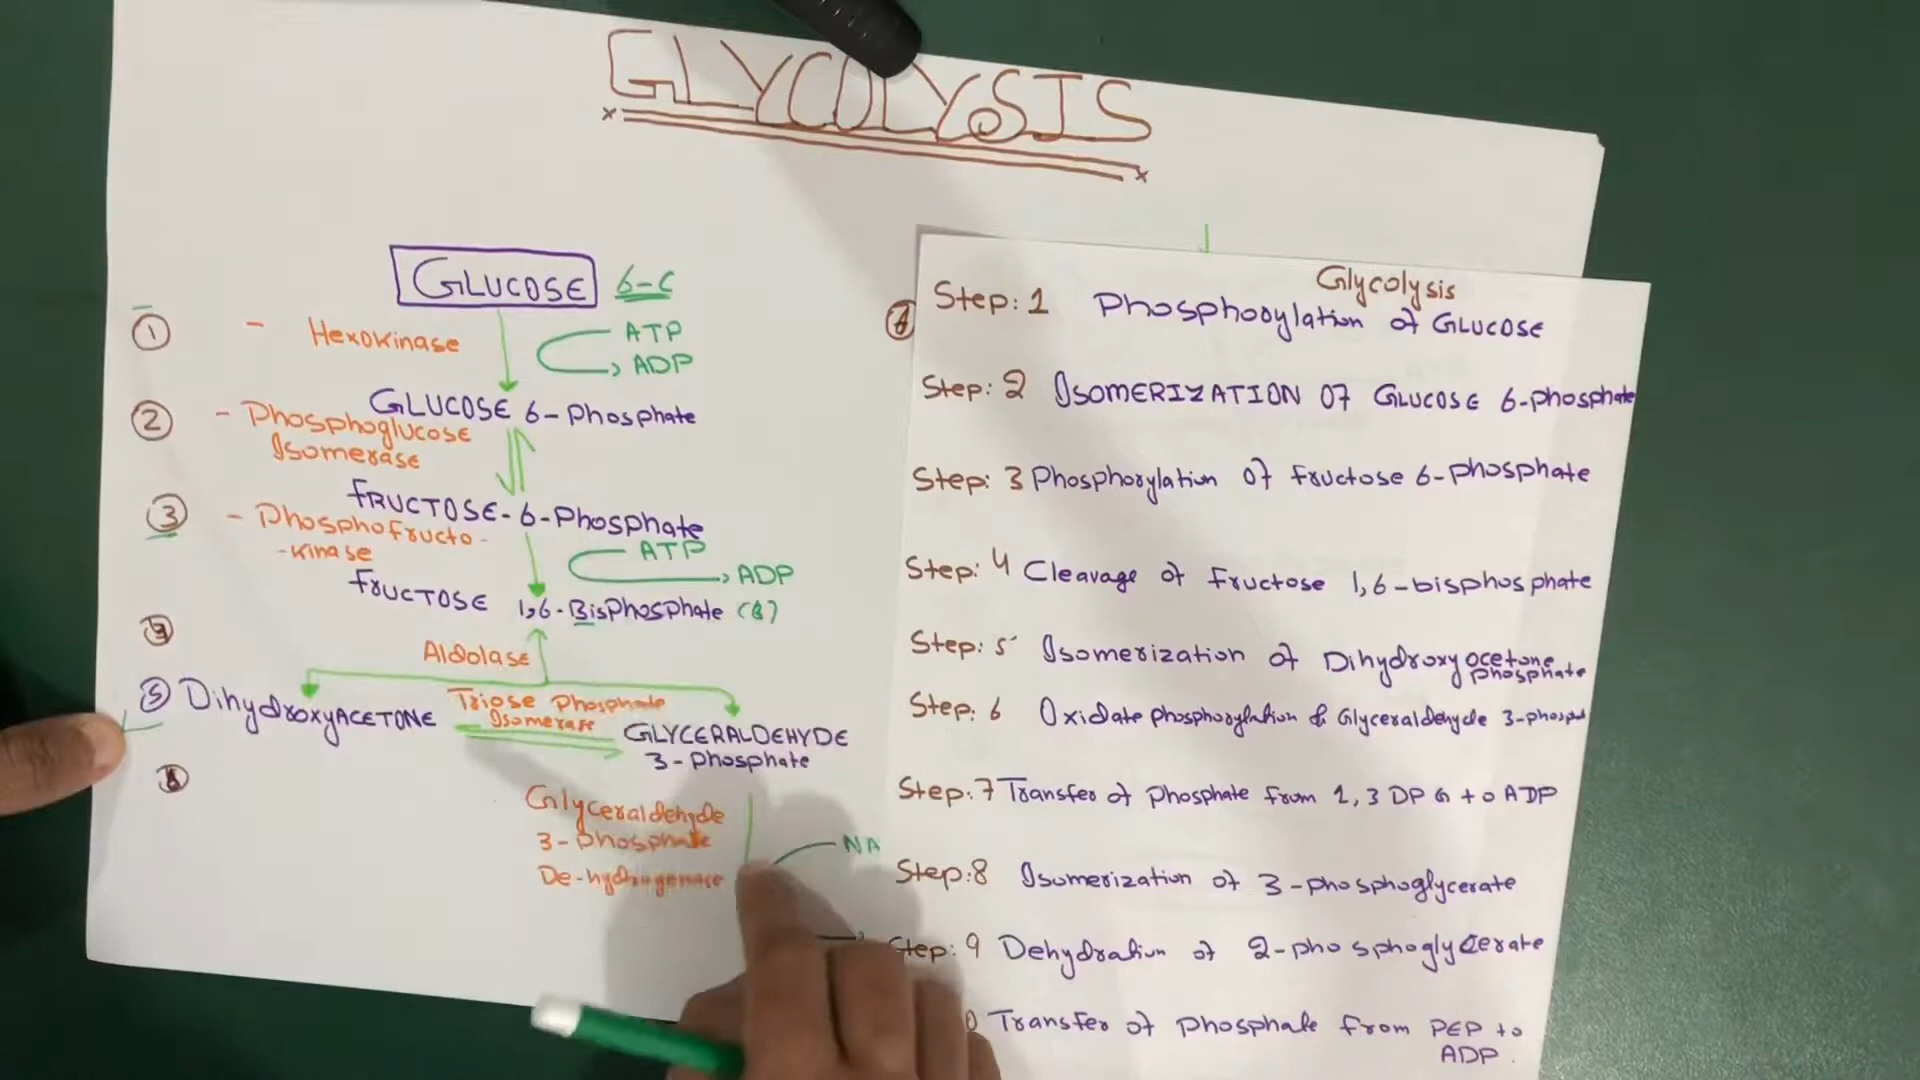 GLYCOLYSIS
GLUCOSE 6-C
① - Hexokinase
ATP
ADP
GLUCOSE 6-Phosphate
② - Phosphoglucose
Isomerase
FRUCTOSE-6-Phosphate
③ - Phosphofructo-
-kinase
ATP
ADP
FRUCTOSE 1,6-Bisphosphate
Aldolase
⑤ DihydroxyACETONE
Triose Phosphate
Isomerase
GLYCERALDEHYDE
3-Phosphate
Glyceraldehyde
3-Phosphate
De-hydrogenase
NA
Glycolysis
Step: 1 Phosphorylation of GLUCOSE
Step: 2 ISOMERIZATION OF GLUCOSE 6-phosphate
Step: 3 Phosphorylation Of fructose 6-phosphate
Step: 4 Cleavage of fructose 1,6-bisphosphate
Step: 5 Isomerization of Dihydroxy acetone
phosphate
Step: 6 Oxidate phosphorylation of Glyceraldehyde 3-phosp
Step: 7 Transfer of phosphate from 1,3 DPG to ADP
Step: 8 Isomerization of 3-phosphoglycerate
Step: 9 Dehydration of 2-phosphoglycerate
0 Transfer of phosphate from PEP to
ADP.